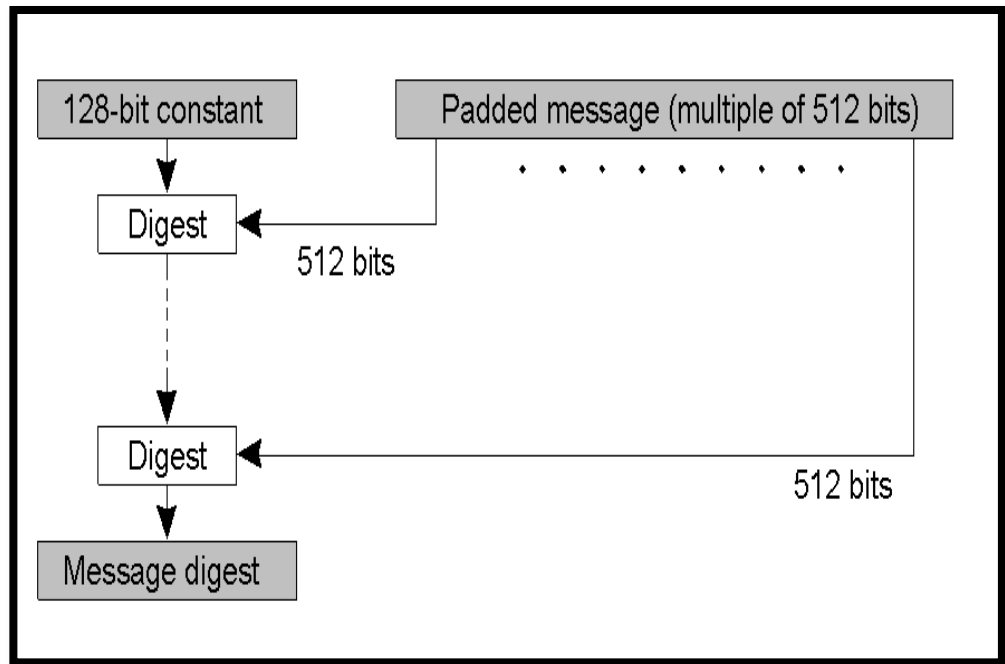 128-bit constant
Padded message (multiple of 512 bits)
Digest
512 bits
Digest
512 bits
Message digest